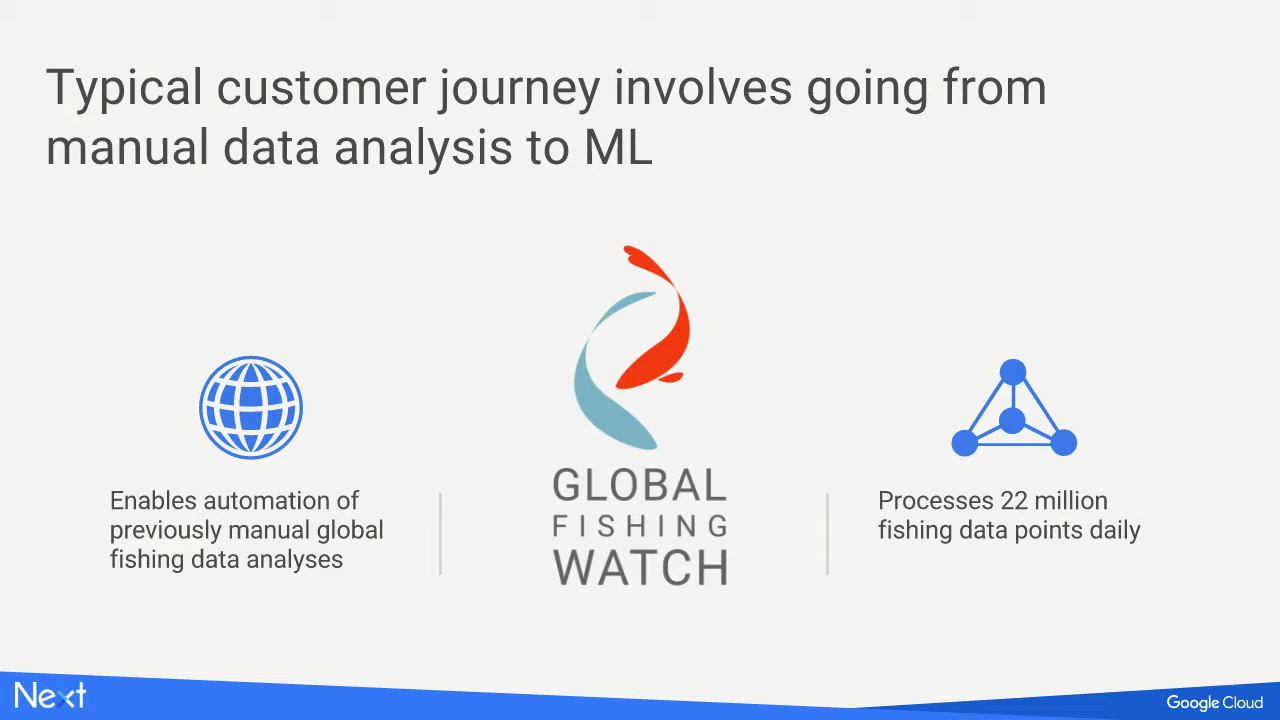 Typical customer journey involves going from
manual data analysis to ML
Enables automation of
previously manual global
fishing data analyses
GLOBAL
FISHING
WATCH
Processes 22 million
fishing data points daily
Next
Google Cloud